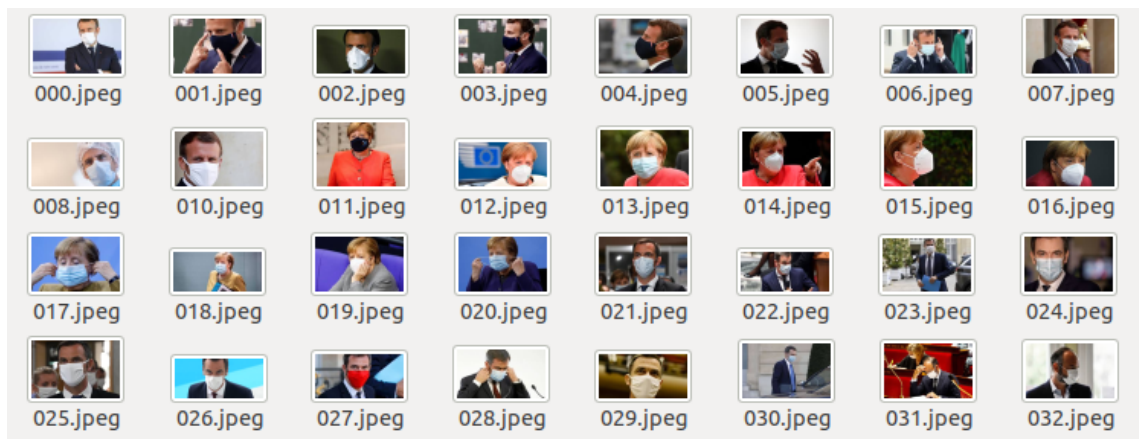 000.jpeg 001.jpeg 002.jpeg 003.jpeg 004.jpeg 005.jpeg 006.jpeg 007.jpeg
008.jpeg 010.jpeg 011.jpeg 012.jpeg 013.jpeg 014.jpeg 015.jpeg 016.jpeg
017.jpeg 018.jpeg 019.jpeg 020.jpeg 021.jpeg 022.jpeg 023.jpeg 024.jpeg
025.jpeg 026.jpeg 027.jpeg 028.jpeg 029.jpeg 030.jpeg 031.jpeg 032.jpeg